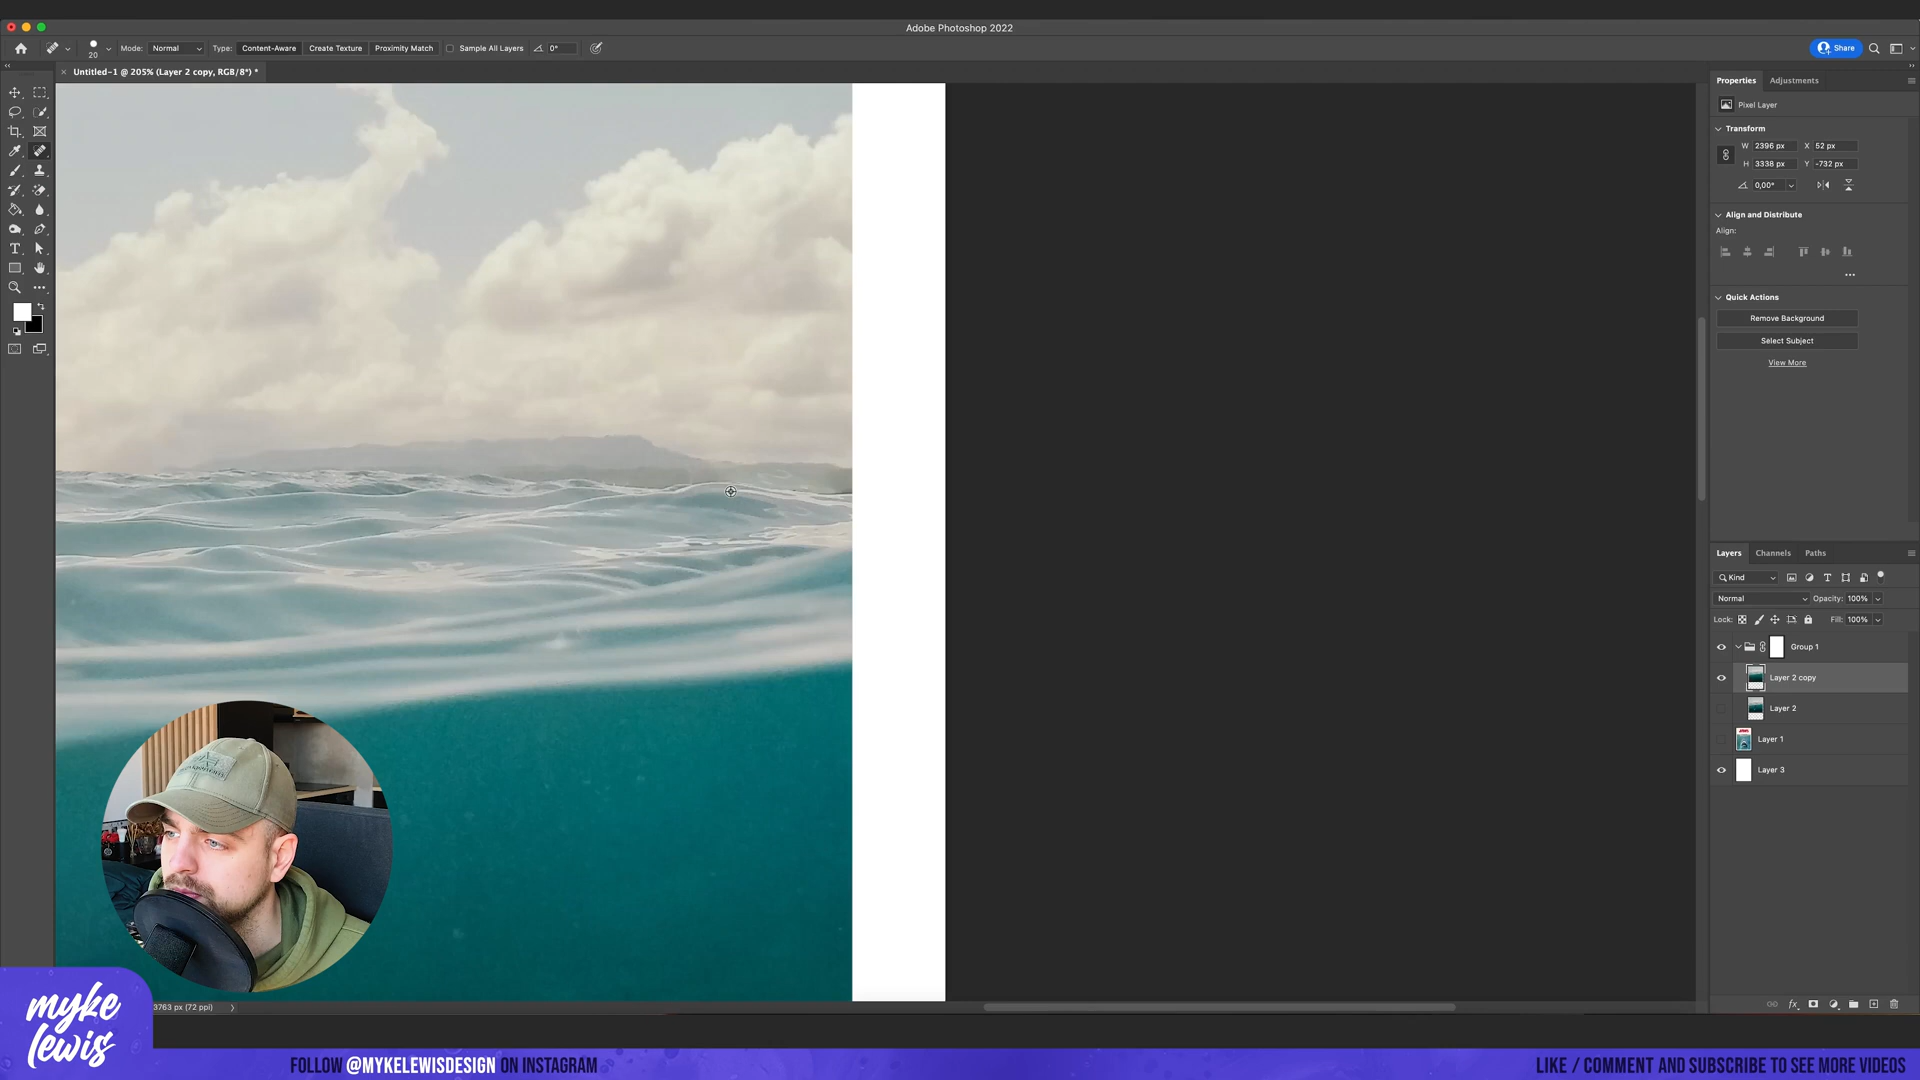 Adobe Photoshop 2022
20 Mode: Normal Type: Content-Aware Create Texture Proximity Match Sample All Layers 0° Share
Untitled-1 @ 205% (Layer 2 copy, RGB/8*) *
Properties Adjustments
Pixel Layer
Transform
W 2396 px X 52 px
H 3338 px Y -732 px
0,00°
Align and Distribute
Align:
Quick Actions
Remove Background
Select Subject
View More
Layers Channels Paths
Kind
Normal Opacity: 100%
Lock: Fill: 100%
Group 1
Layer 2 copy
Layer 2
Layer 1
Layer 3
3763 px (72 ppi)
myke
lewis
FOLLOW @MYKELEWISDESIGN ON INSTAGRAM
LIKE / COMMENT AND SUBSCRIBE TO SEE MORE VIDEOS